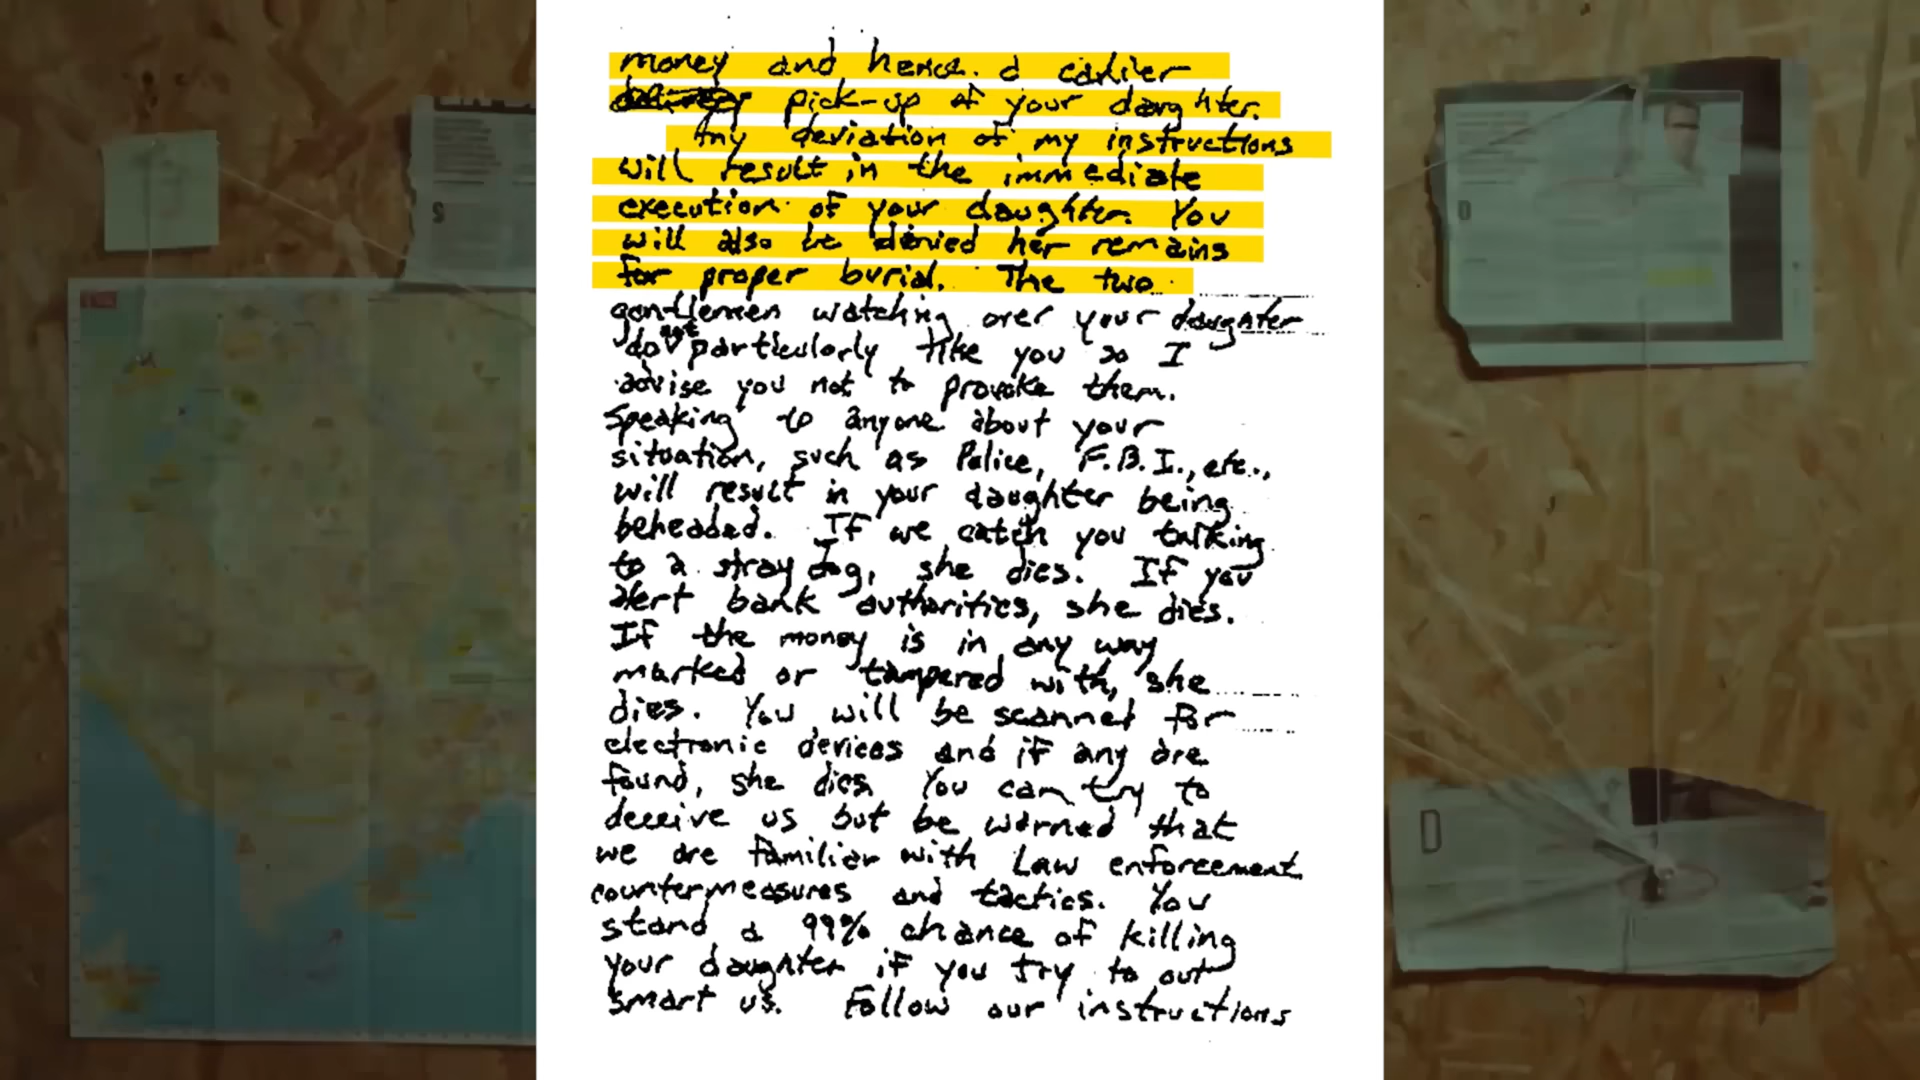 money and hence a earlier
delivery pick-up of your daughter.
Any deviation of my instructions
will result in the immediate
execution of your daughter. You
will also be denied her remains
for proper burial. The two
gentlemen watching over your daughter
do not particularly like you so I
advise you not to provoke them.
Speaking to anyone about your
situation, such as Police, F.B.I., etc.,
will result in your daughter being
beheaded. If we catch you talking
to a stray dog, she dies. If you
alert bank authorities, she dies.
If the money is in any way
marked or tampered with, she
dies. You will be scanned for
electronic devices and if any are
found, she dies. You can try to
deceive us but be warned that
we are familiar with Law enforcement
countermeasures and tactics. You
stand a 99% chance of killing
your daughter if you try to out
smart us. Follow our instructions